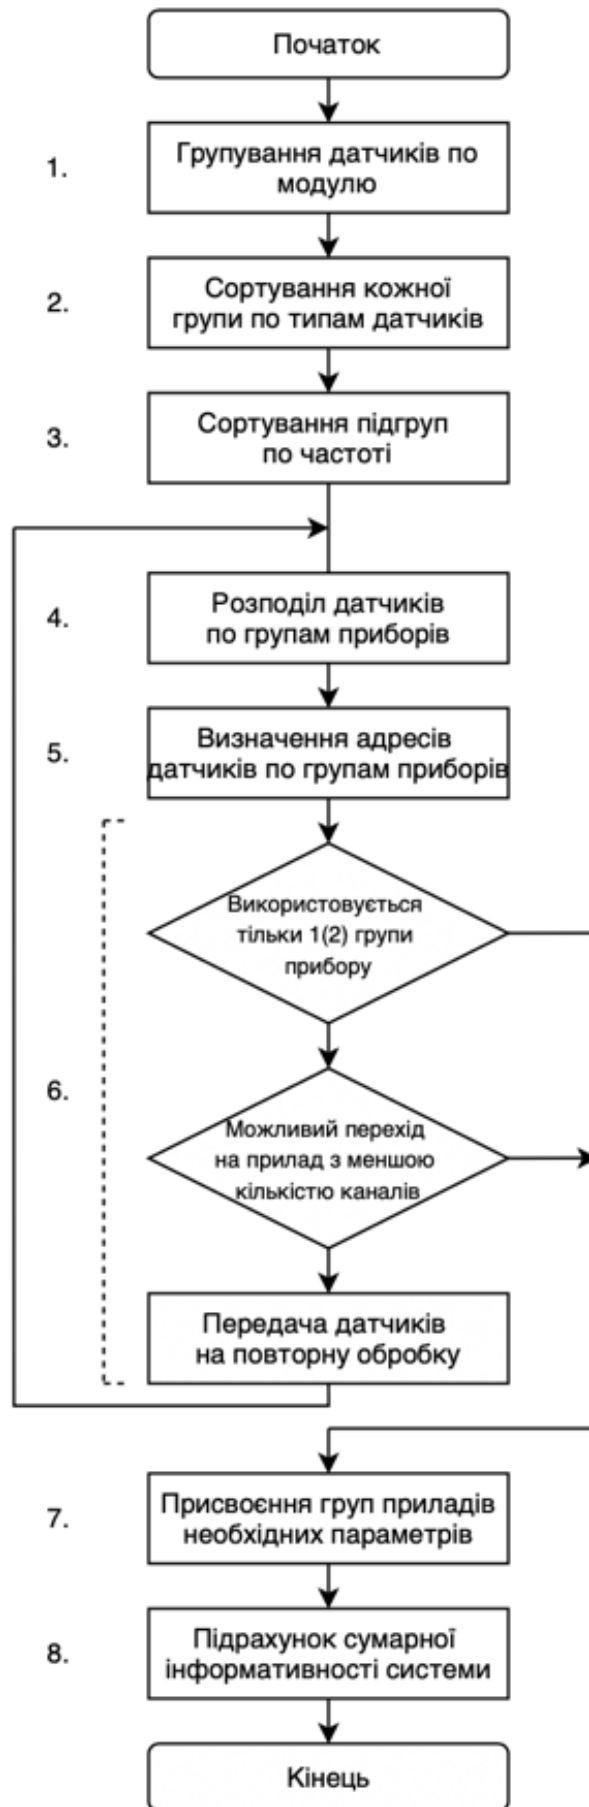 Початок
1.
Групування датчиків по
модулю
2.
Сортування кожної
групи по типам датчиків
3.
Сортування підгруп
по частоті
4.
Розподіл датчиків
по групам приборів
5.
Визначення адресів
датчиків по групам приборів
6.
Використовується
тільки 1(2) групи
прибору
Можливий перехід
на прилад з меншою
кількістю каналів
Передача датчиків
на повторну обробку
7.
Присвоєння груп приладів
необхідних параметрів
8.
Підрахунок сумарної
інформативності системи
Кінець